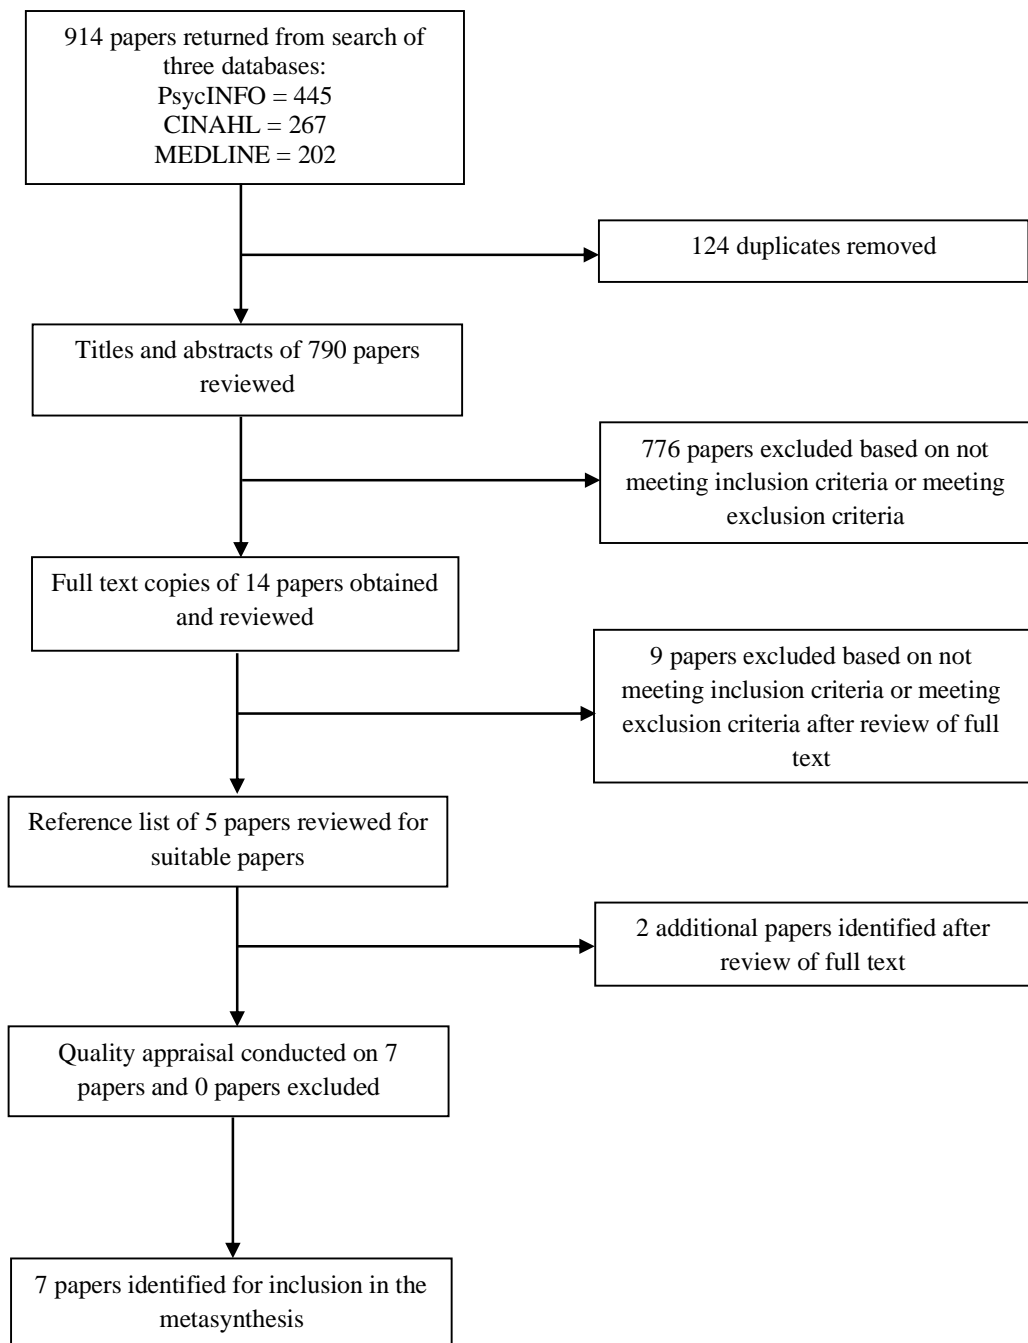 914 papers returned from search of
three databases:
PsycINFO = 445
CINAHL = 267
MEDLINE = 202
124 duplicates removed
Titles and abstracts of 790 papers
reviewed
776 papers excluded based on not
meeting inclusion criteria or meeting
exclusion criteria
Full text copies of 14 papers obtained
and reviewed
9 papers excluded based on not
meeting inclusion criteria or meeting
exclusion criteria after review of full
text
Reference list of 5 papers reviewed for
suitable papers
2 additional papers identified after
review of full text
Quality appraisal conducted on 7
papers and 0 papers excluded
7 papers identified for inclusion in the
metasynthesis